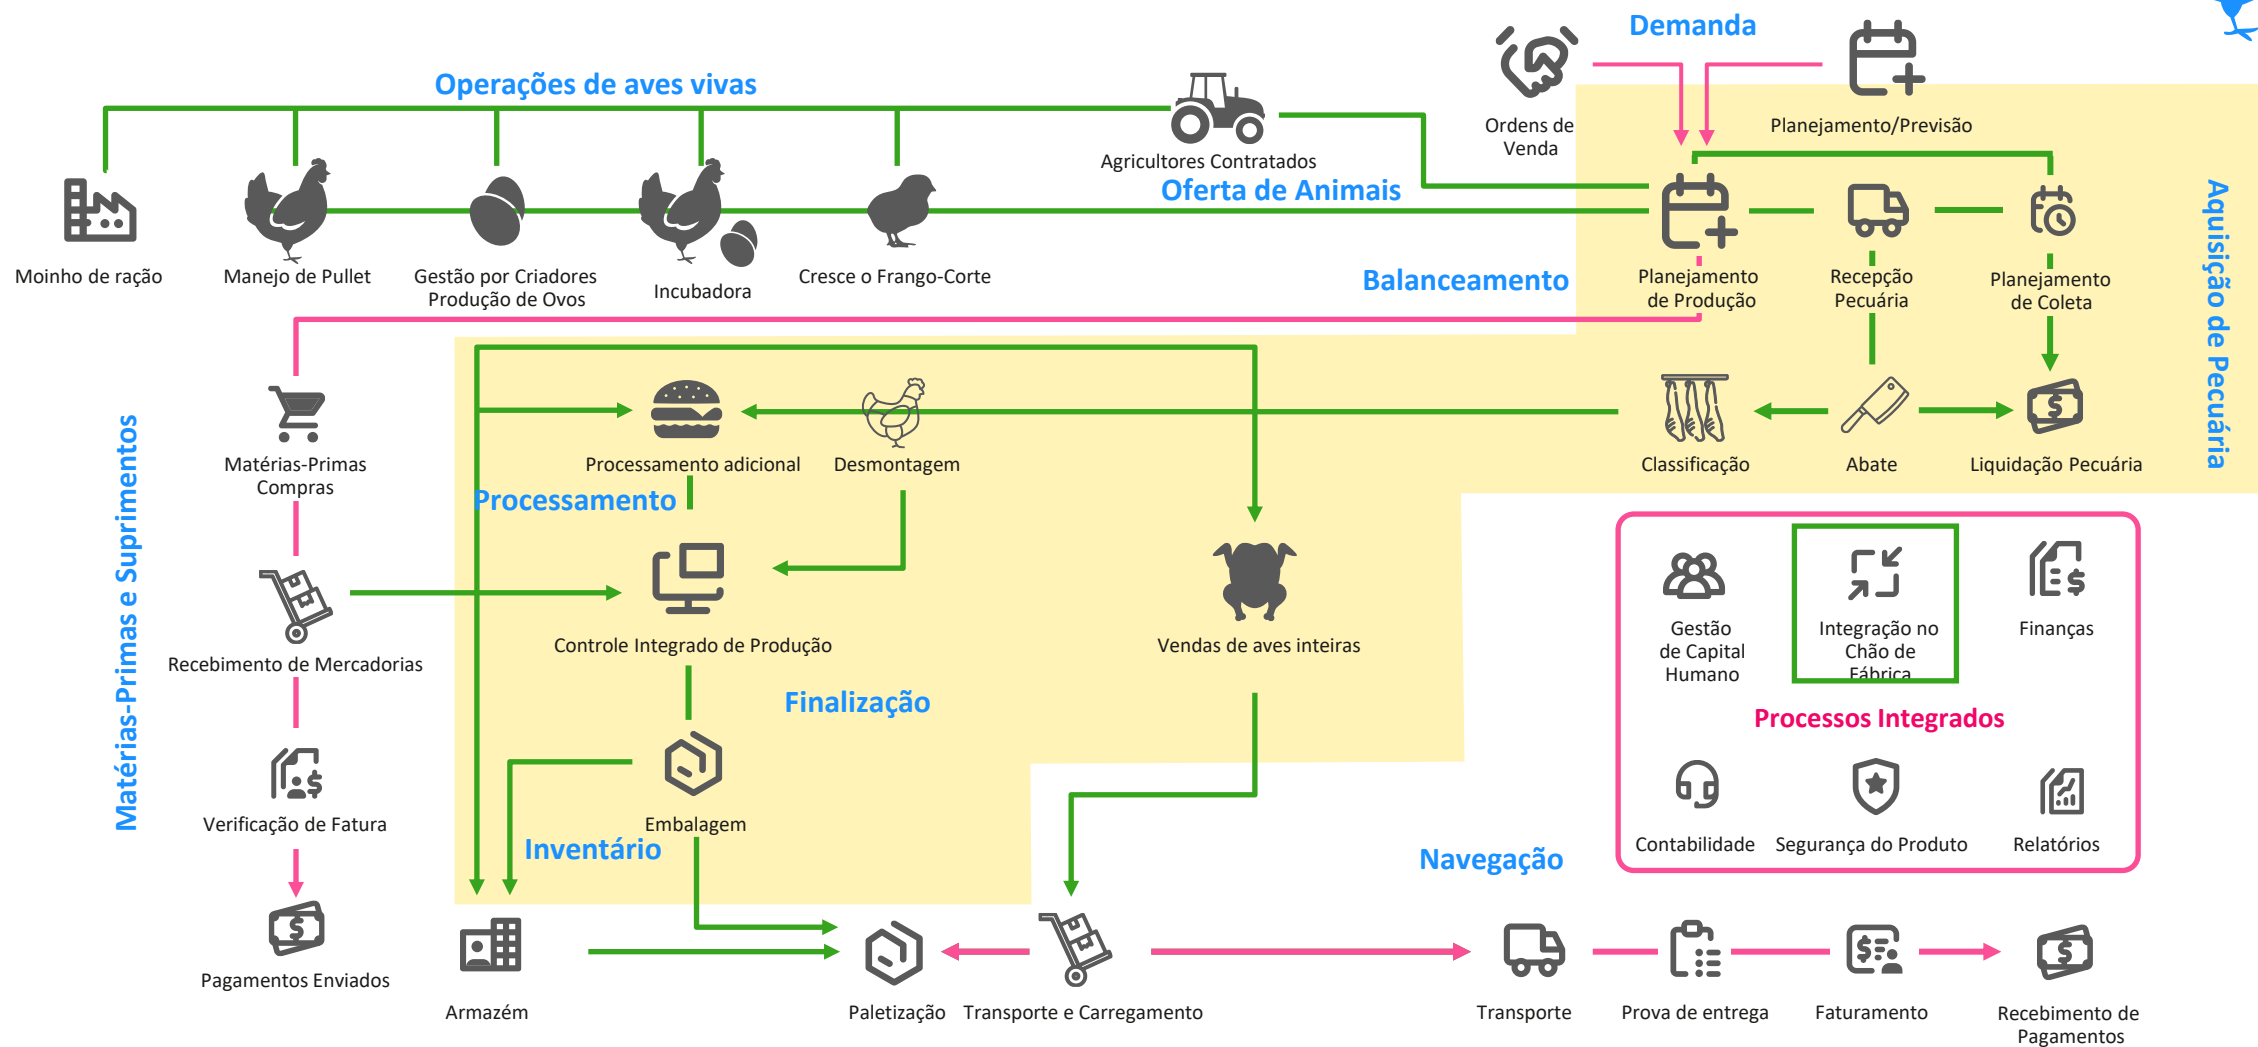 Demanda
Operações de aves vivas
Ordens de
Venda
Planejamento/Previsão
Agricultores Contratados
Oferta de Animais
Aquisição de Pecuária
Moinho de ração
Manejo de Pullet
Gestão por Criadores
Produção de Ovos
Incubadora
Cresce o Frango-Corte
Balanceamento
Planejamento
de Produção
Recepção
Pecuária
Planejamento
de Coleta
Matérias-Primas e Suprimentos
Matérias-Primas
Compras
Processamento adicional
Desmontagem
Classificação
Abate
Liquidação Pecuária
Processamento
Recebimento de Mercadorias
Controle Integrado de Produção
Vendas de aves inteiras
Gestão
de Capital
Humano
Integração no
Chão de
Fábrica
Finanças
Finalização
Processos Integrados
Verificação de Fatura
Embalagem
Inventário
Navegação
Contabilidade
Segurança do Produto
Relatórios
Pagamentos Enviados
Armazém
Paletização
Transporte e Carregamento
Transporte
Prova de entrega
Faturamento
Recebimento de
Pagamentos